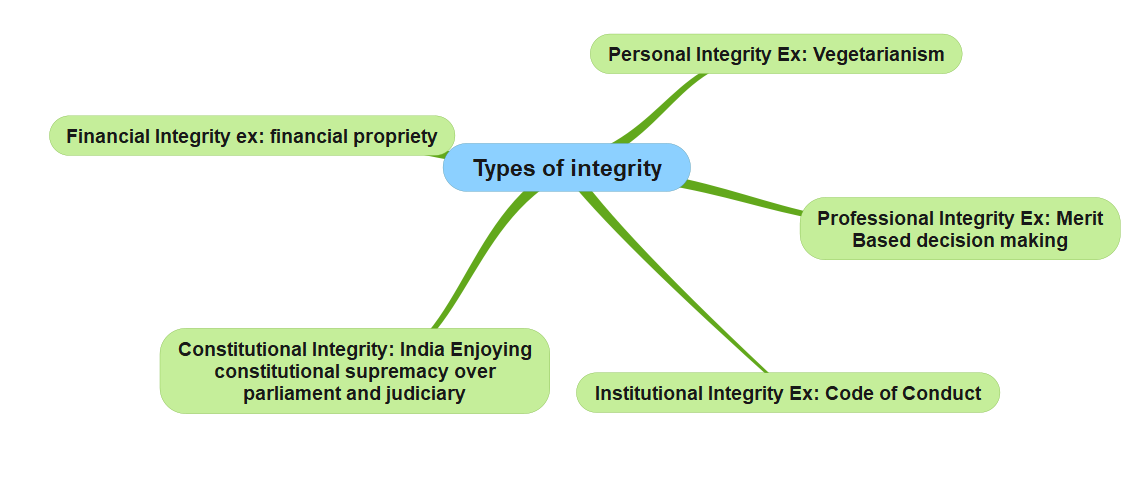 Personal Integrity Ex: Vegetarianism
Financial Integrity ex: financial propriety
Types of integrity
Professional Integrity Ex: Merit
Based decision making
Constitutional Integrity: India Enjoying
constitutional supremacy over
parliament and judiciary
Institutional Integrity Ex: Code of Conduct